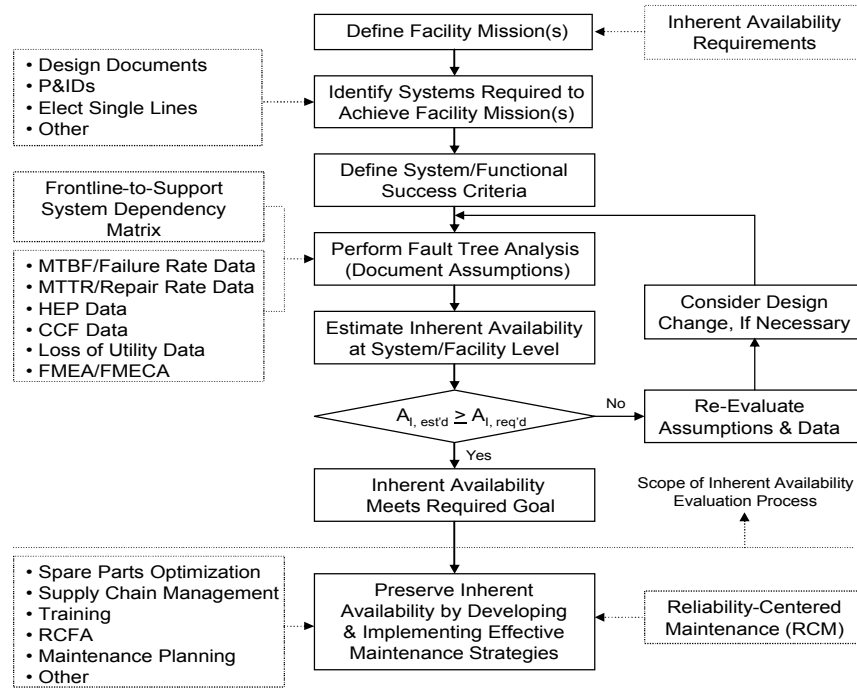 Define Facility Mission(s)
Inherent Availability
Requirements
• Design Documents
• P&IDs
• Elect Single Lines
• Other
Identify Systems Required to
Achieve Facility Mission(s)
Define System/Functional
Success Criteria
Frontline-to-Support
System Dependency
Matrix
Perform Fault Tree Analysis
(Document Assumptions)
• MTBF/Failure Rate Data
• MTTR/Repair Rate Data
• HEP Data
• CCF Data
• Loss of Utility Data
• FMEA/FMECA
Consider Design
Change, If Necessary
Estimate Inherent Availability
at System/Facility Level
A I, est'd ≥ A I, req'd
No
Re-Evaluate
Assumptions & Data
Yes
Inherent Availability
Meets Required Goal
Scope of Inherent Availability
Evaluation Process
• Spare Parts Optimization
• Supply Chain Management
• Training
• RCFA
• Maintenance Planning
• Other
Preserve Inherent
Availability by Developing
& Implementing Effective
Maintenance Strategies
Reliability-Centered
Maintenance (RCM)